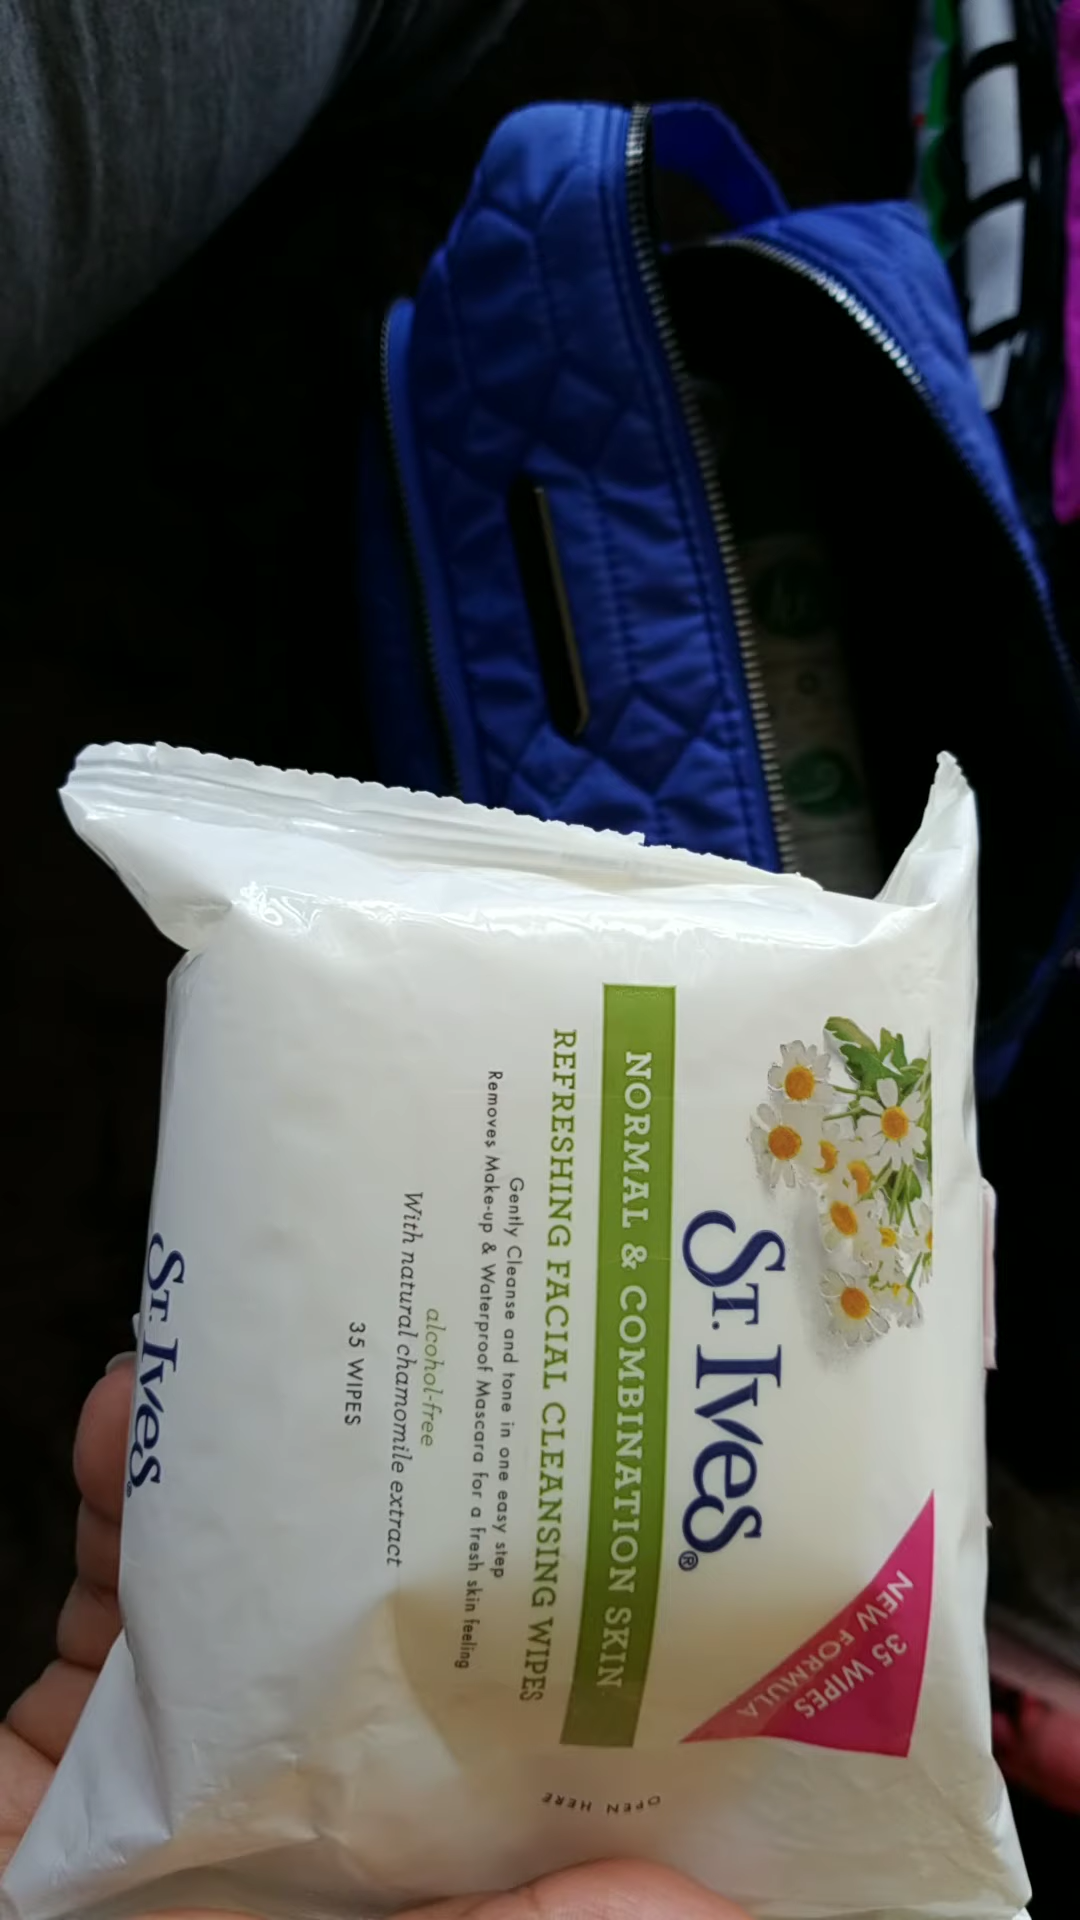 St. Ives®
35 WIPES
NEW FORMULA
NORMAL & COMBINATION SKIN
REFRESHING FACIAL CLEANSING WIPES
Gently Cleanse and tone in one easy step
Removes Make-up & Waterproof Mascara for a fresh skin feeling
alcohol-free
With natural chamomile extract
35 WIPES
OPEN HERE
St. Ives®